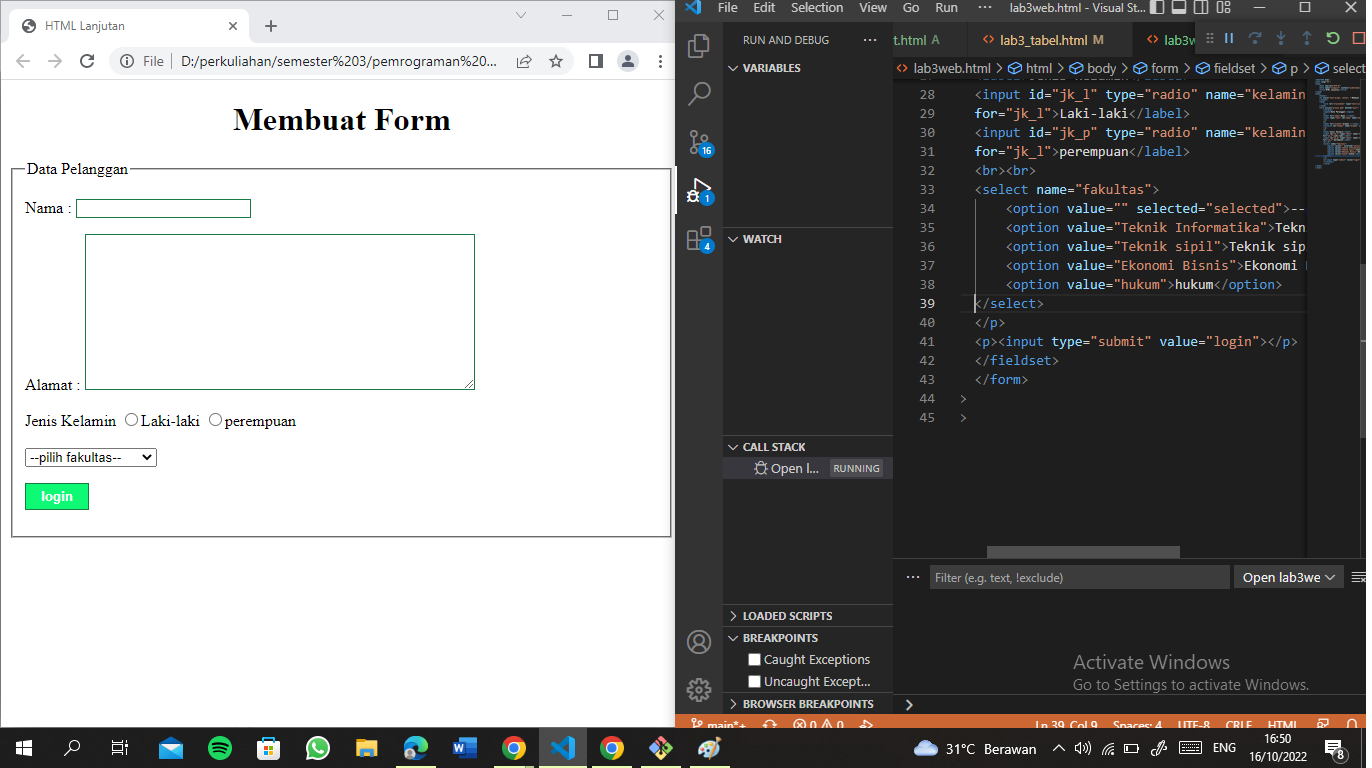 HTML Lanjutan
File | D:/perkuliahan/semester%203/pemrograman%20...
Membuat Form
Data Pelanggan
Nama :
Alamat :
Jenis Kelamin Laki-laki perempuan
--pilih fakultas--
login
File Edit Selection View Go Run ··· lab3web.html - Visual St...
RUN AND DEBUG ···
VARIABLES
WATCH
CALL STACK
Open l... RUNNING
LOADED SCRIPTS
BREAKPOINTS
Caught Exceptions
Uncaught Except...
BROWSER BREAKPOINTS
16
1
4
t.html A lab3_tabel.html M lab3w
lab3web.html > html > body > form > fieldset > p > select
28 <input id="jk_l" type="radio" name="kelamin
29 for="jk_l">Laki-laki</label>
30 <input id="jk_p" type="radio" name="kelamin
31 for="jk_l">perempuan</label>
32 <br><br>
33 <select name="fakultas">
34 <option value="" selected="selected">--
35 <option value="Teknik Informatika">Tekn
36 <option value="Teknik sipil">Teknik sip
37 <option value="Ekonomi Bisnis">Ekonomi
38 <option value="hukum">hukum</option>
39 </select>
40 </p>
41 <p><input type="submit" value="login"></p>
42 </fieldset>
43 </form>
44 >
45 >
··· Filter (e.g. text, !exclude) Open lab3we
Activate Windows
Go to Settings to activate Windows.
main*+ 0 0 Ln 39, Col 9 Spaces: 4 UTF-8 CRLF HTML
31°C Berawan ENG 16:50
16/10/2022
8